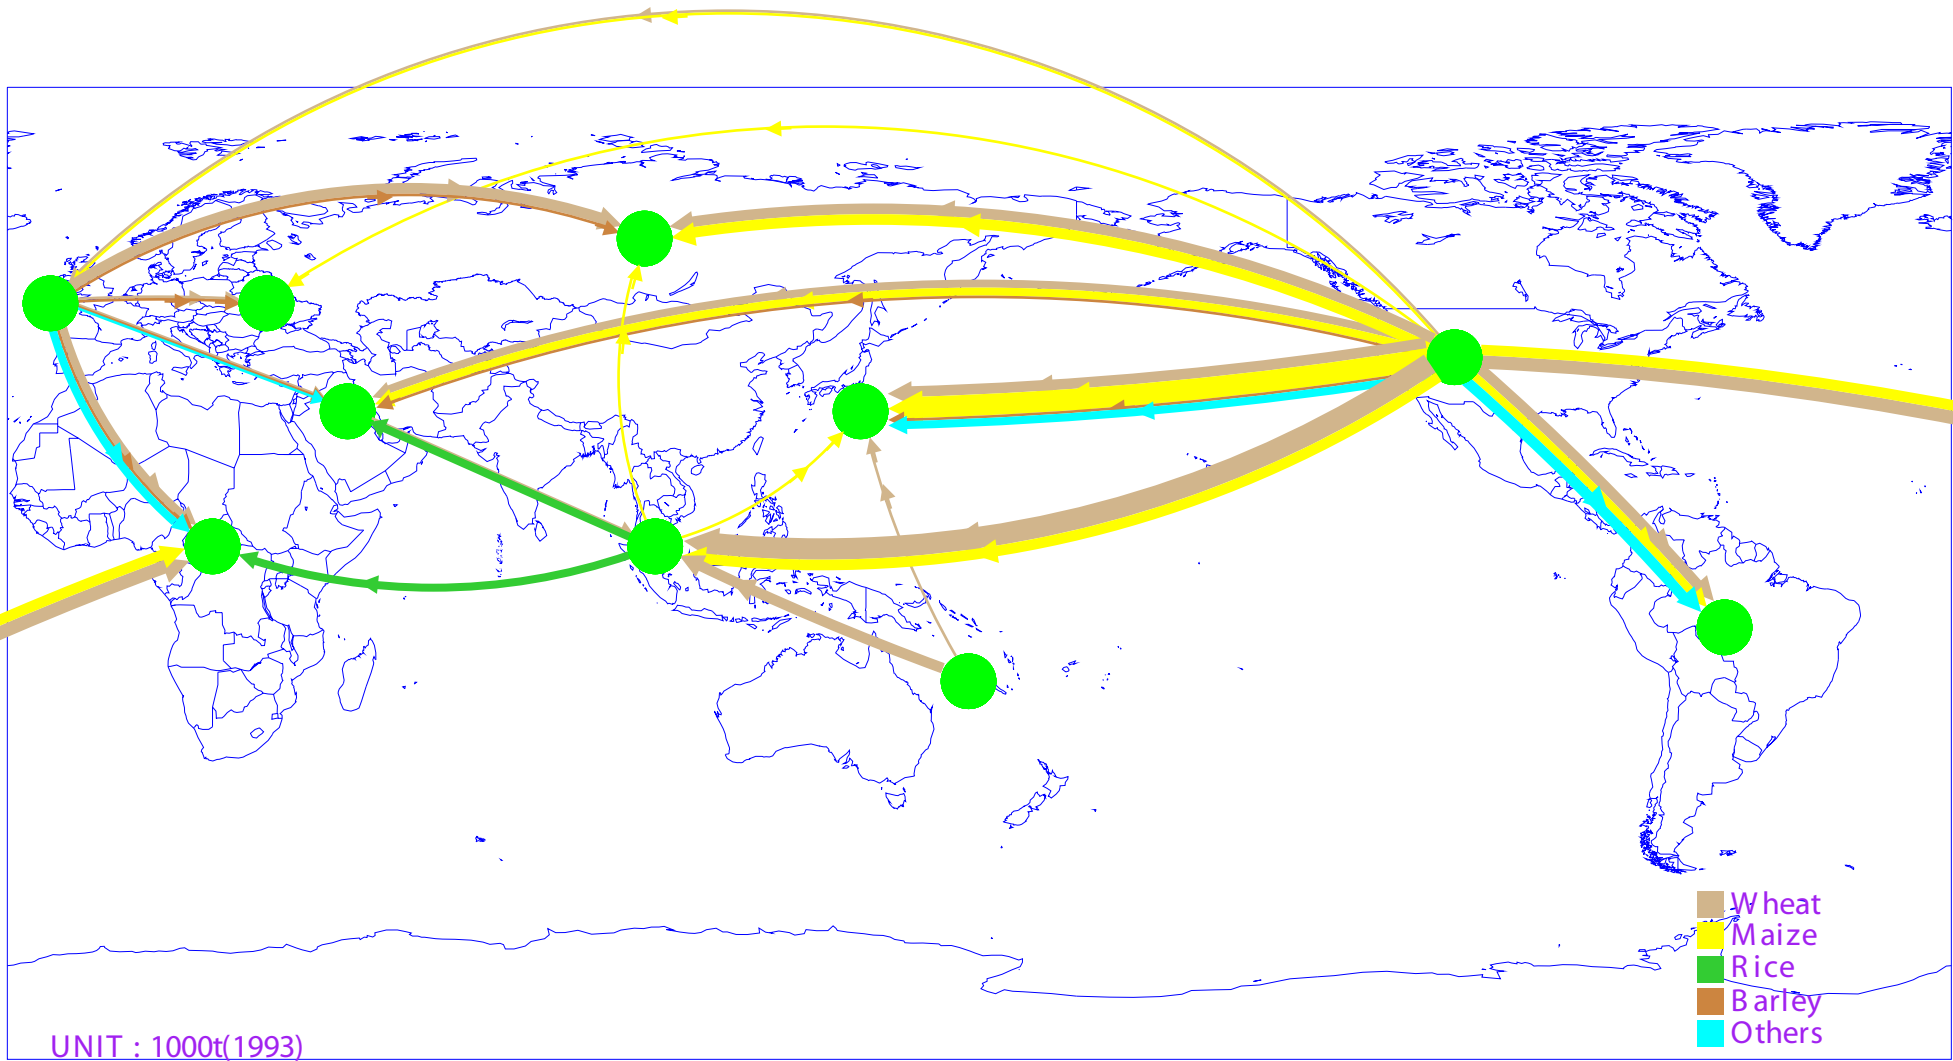 Wheat
Maize
Rice
Barley
Others
UNIT : 1000t(1993)